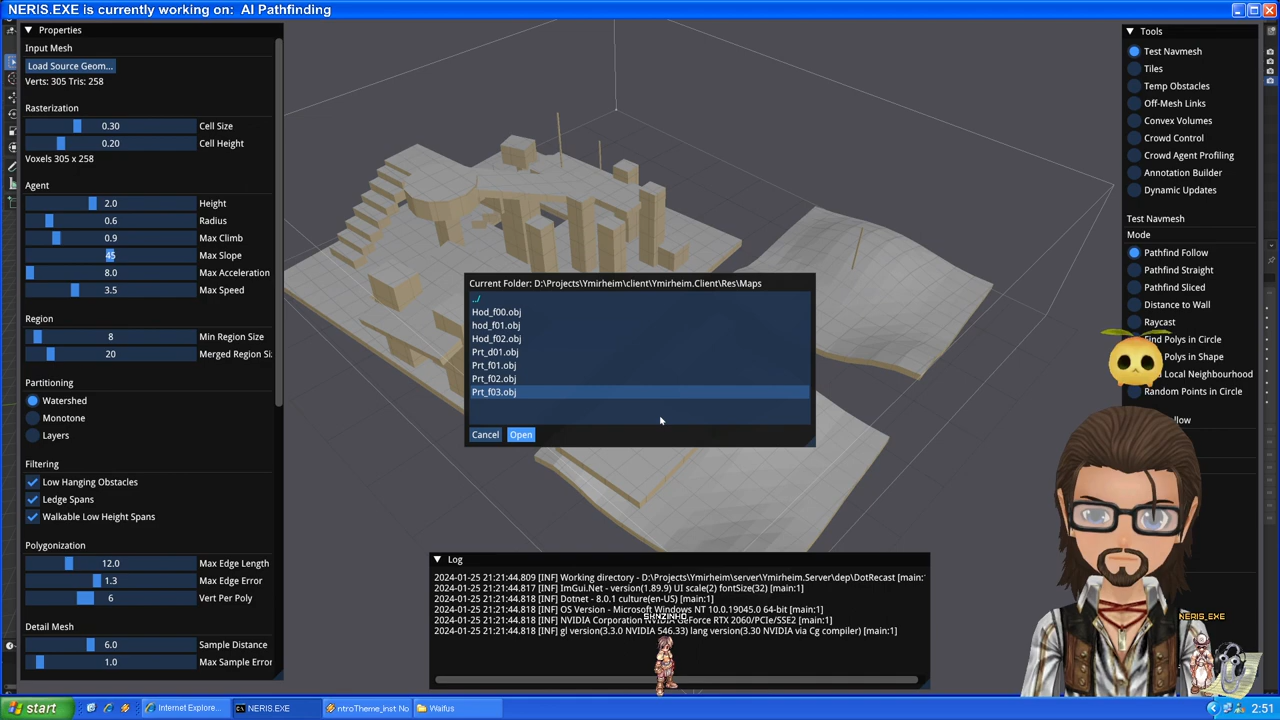 NERIS.EXE is currently working on: AI Pathfinding
Properties
Input Mesh
Load Source Geom...
Verts: 305 Tris: 258
Rasterization
0.30 Cell Size
0.20 Cell Height
Voxels 305 x 258
Agent
2.0 Height
0.6 Radius
0.9 Max Climb
45 Max Slope
8.0 Max Acceleration
3.5 Max Speed
Region
8 Min Region Size
20 Merged Region Si
Partitioning
Watershed
Monotone
Layers
Filtering
Low Hanging Obstacles
Ledge Spans
Walkable Low Height Spans
Polygonization
12.0 Max Edge Length
1.3 Max Edge Error
6 Vert Per Poly
Detail Mesh
6.0 Sample Distance
1.0 Max Sample Error
Current Folder: D:\Projects\Ymirheim\client\Ymirheim.Client\Res\Maps
../
Hod_f00.obj
hod_f01.obj
Hod_f02.obj
Prt_d01.obj
Prt_f01.obj
Prt_f02.obj
Prt_f03.obj
Cancel Open
Log
2024-01-25 21:21:44.809 [INF] Working directory - D:\Projects\Ymirheim\server\Ymirheim.Server\dep\DotRecast [main:
2024-01-25 21:21:44.817 [INF] ImGui.Net - version(1.89.9) UI scale(2) fontSize(32) [main:1]
2024-01-25 21:21:44.818 [INF] Dotnet - 8.0.1 culture(en-US) [main:1]
2024-01-25 21:21:44.818 [INF] OS Version - Microsoft Windows NT 10.0.19045.0 64-bit [main:1]
2024-01-25 21:21:44.818 [INF] NVIDIA Corporation NVIDIA GeForce RTX 2060/PCIe/SSE2 [main:1]
2024-01-25 21:21:44.818 [INF] gl version(3.3.0 NVIDIA 546.33) lang version(3.30 NVIDIA via Cg compiler) [main:1]
Tools
Test Navmesh
Tiles
Temp Obstacles
Off-Mesh Links
Convex Volumes
Crowd Control
Crowd Agent Profiling
Annotation Builder
Dynamic Updates
Test Navmesh
Mode
Pathfind Follow
Pathfind Straight
Pathfind Sliced
Distance to Wall
Raycast
Find Polys in Circle
Polys in Shape
Local Neighbourhood
Random Points in Circle
NERIS_EXE
start
Internet Explore...
NERIS.EXE
ntroTheme_inst No
Waifus
2:51